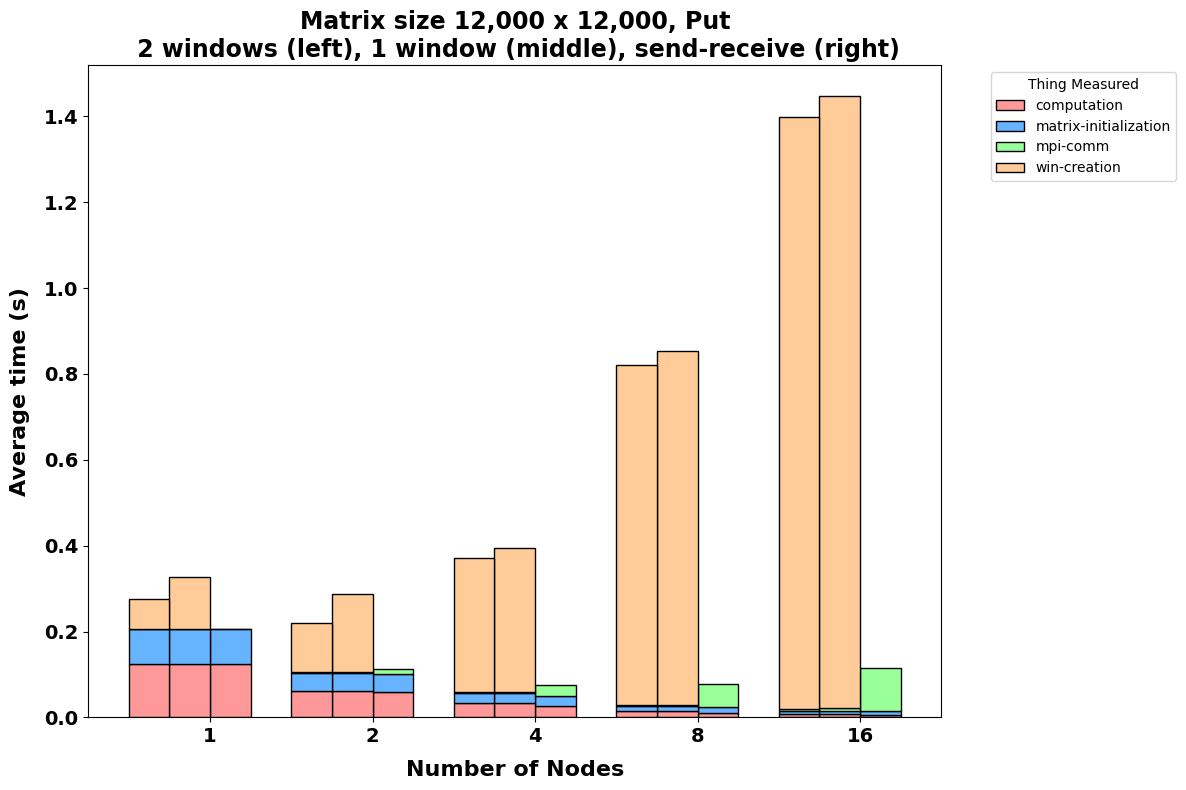 Matrix size 12,000 x 12,000, Put
2 windows (left), 1 window (middle), send-receive (right)
Thing Measured
computation
matrix-initialization
mpi-comm
win-creation
Average time (s)
1.4
1.2
1.0
0.8
0.6
0.4
0.2
0.0
1 2 4 8 16
Number of Nodes